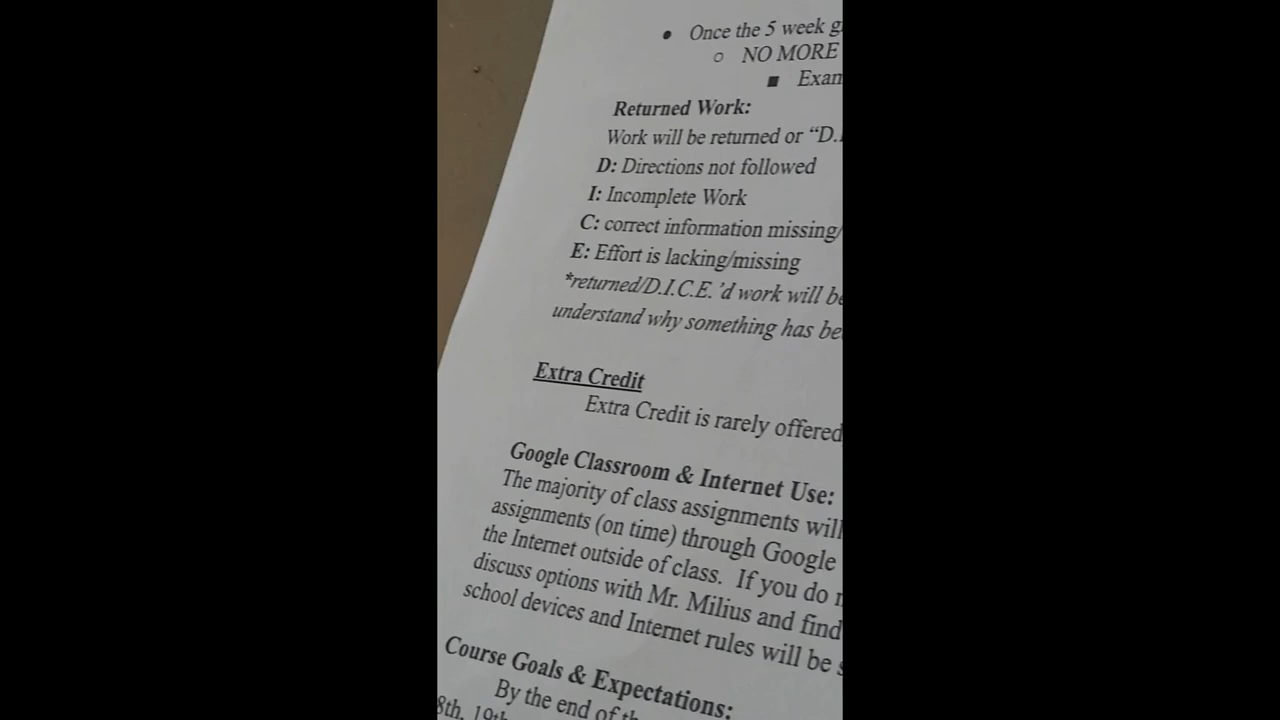 • Once the 5 week
○ NO MORE
■ Exam
Returned Work:
Work will be returned or “D.I
D: Directions not followed
I: Incomplete Work
C: correct information missing/
E: Effort is lacking/missing
*returned/D.I.C.E.’d work will be
understand why something has be
Extra Credit
Extra Credit is rarely offered
Google Classroom & Internet Use:
The majority of class assignments will
assignments (on time) through Google
the Internet outside of class. If you do
discuss options with Mr. Milius and find
school devices and Internet rules will be
Course Goals & Expectations:
By the end of
19th